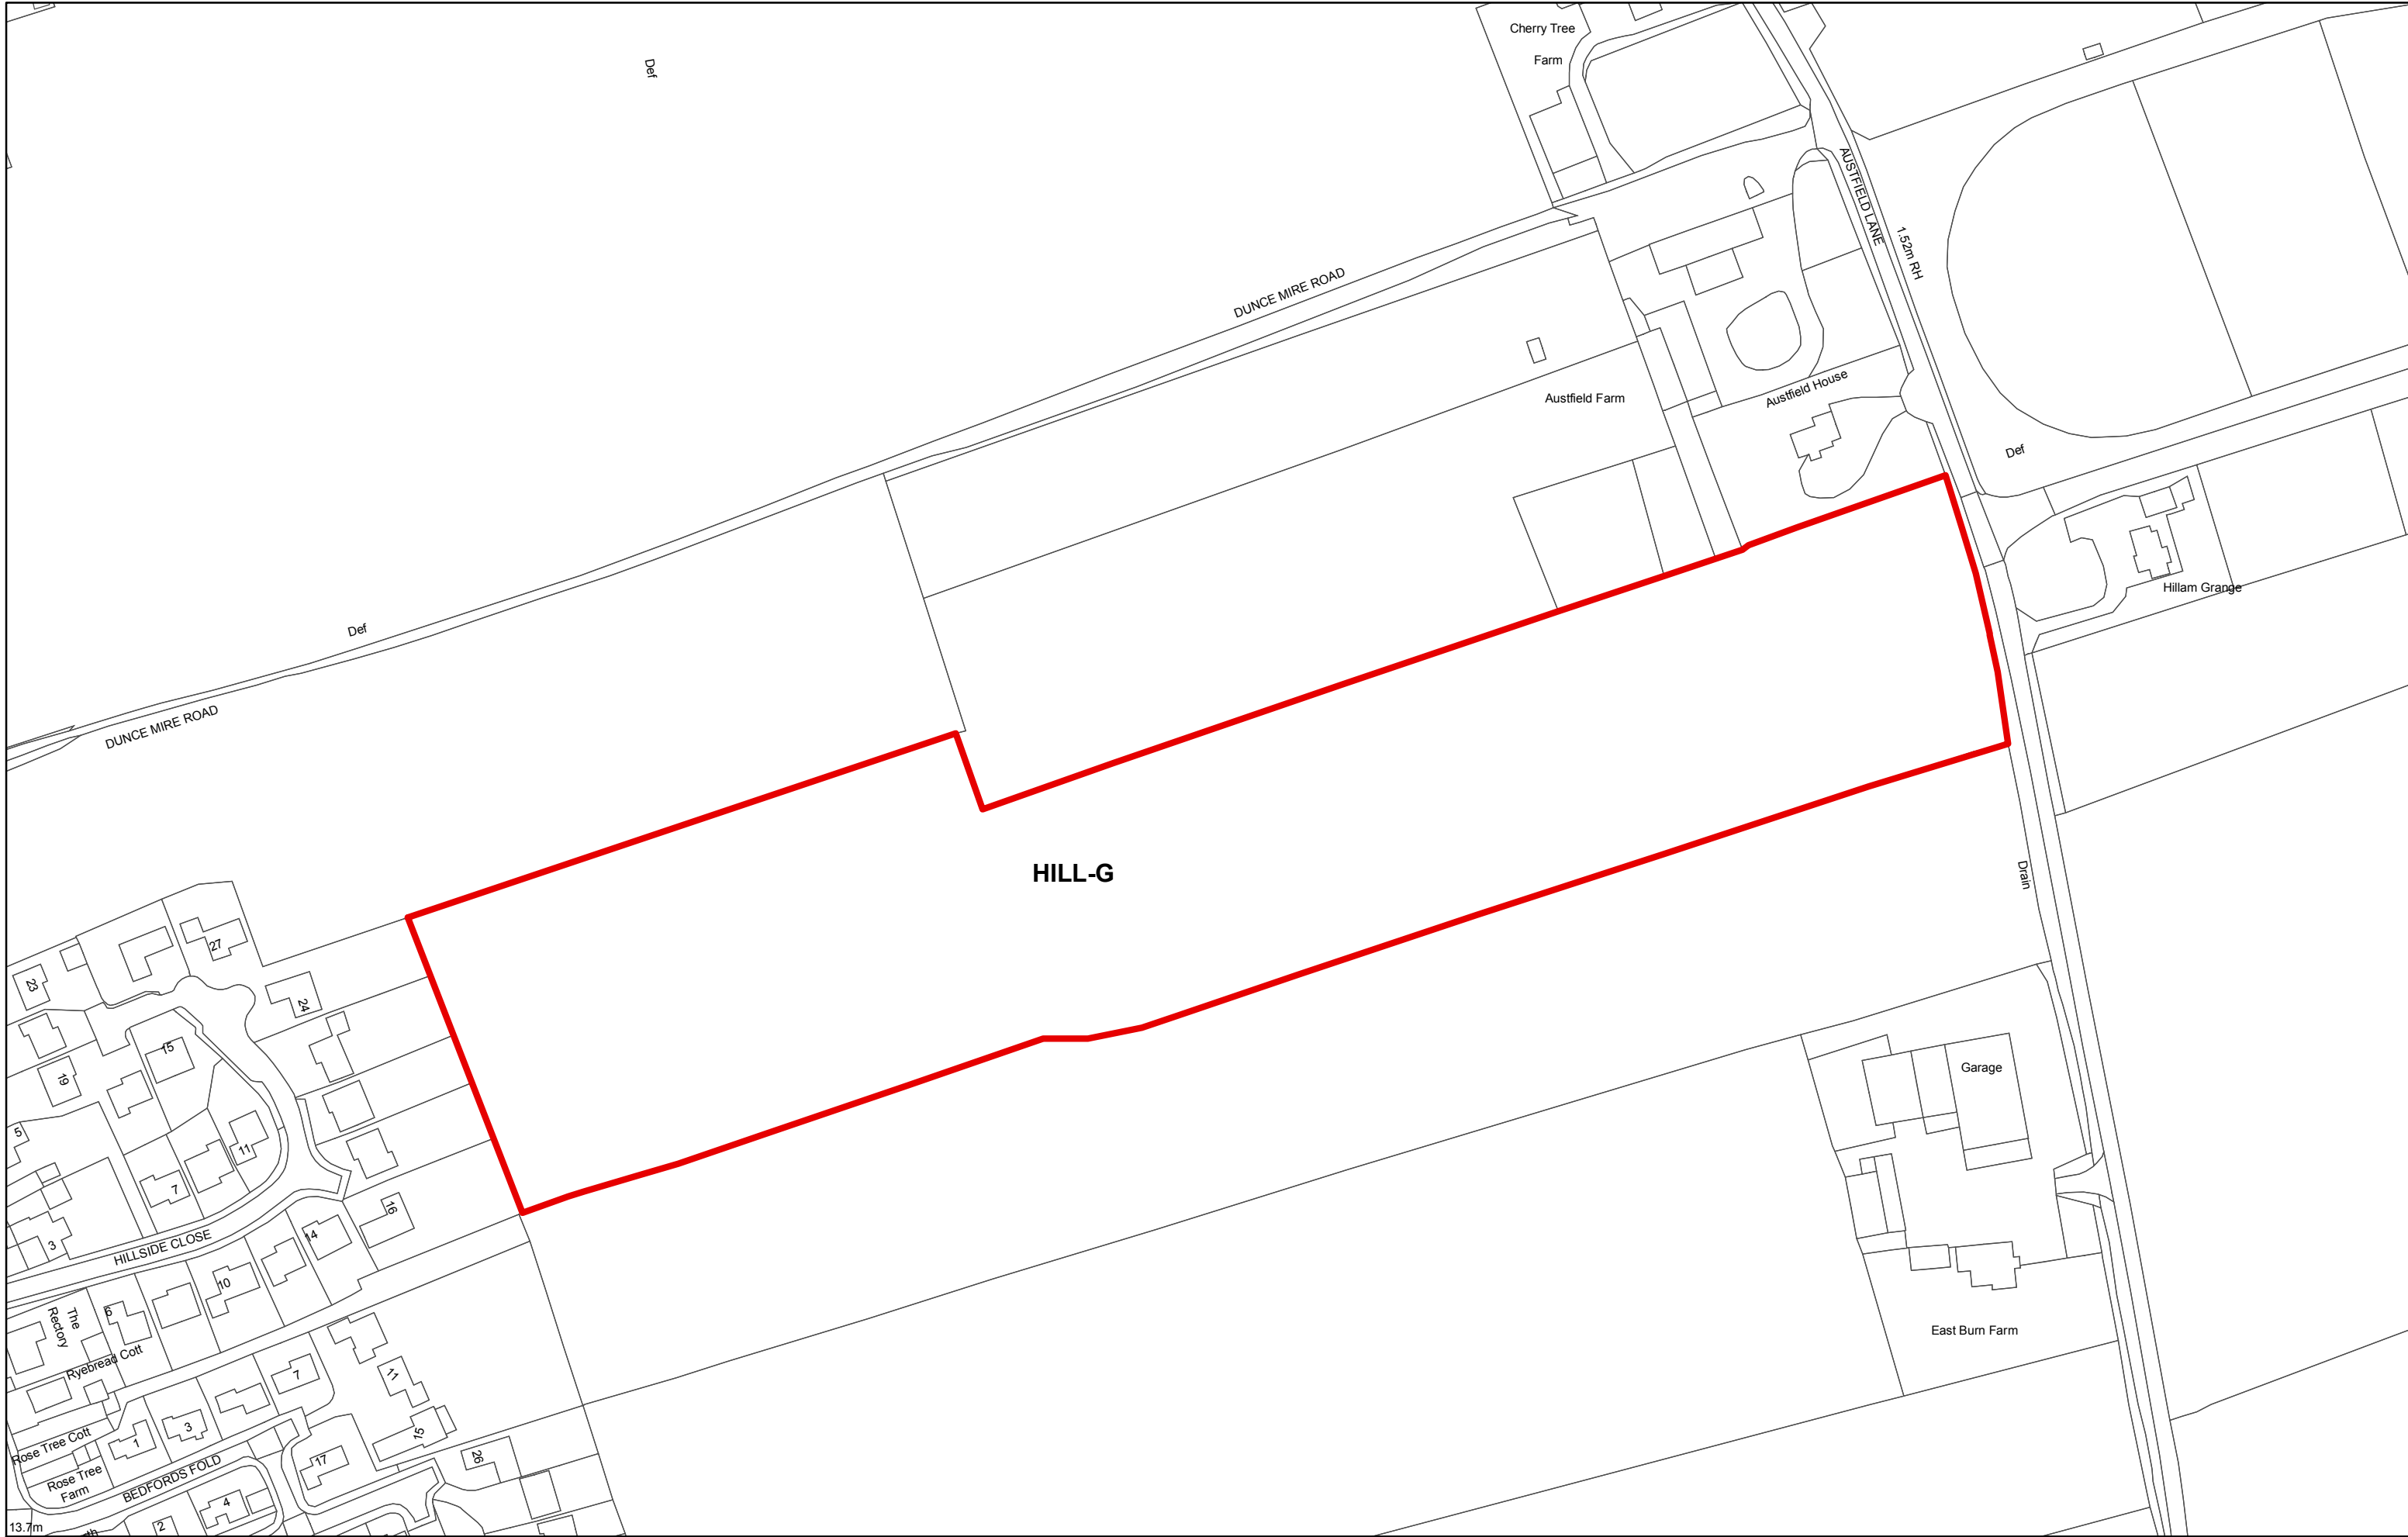 Def
Cherry Tree
Farm
AUSTFIELD LANE
1.52m RH
DUNCE MIRE ROAD
Austfield Farm
Austfield House
Def
Hillam Grange
Def
DUNCE MIRE ROAD
HILL-G
Drain
27
23
24
15
19
Garage
5
11
7
16
3
14
HILLSIDE CLOSE
10
6
The
Rectory
Ryebread Cott
East Burn Farm
7
11
3
1
15
Rose Tree Cott
17
26
Rose Tree
Farm
BEDFORDS FOLD
4
2
13.7m